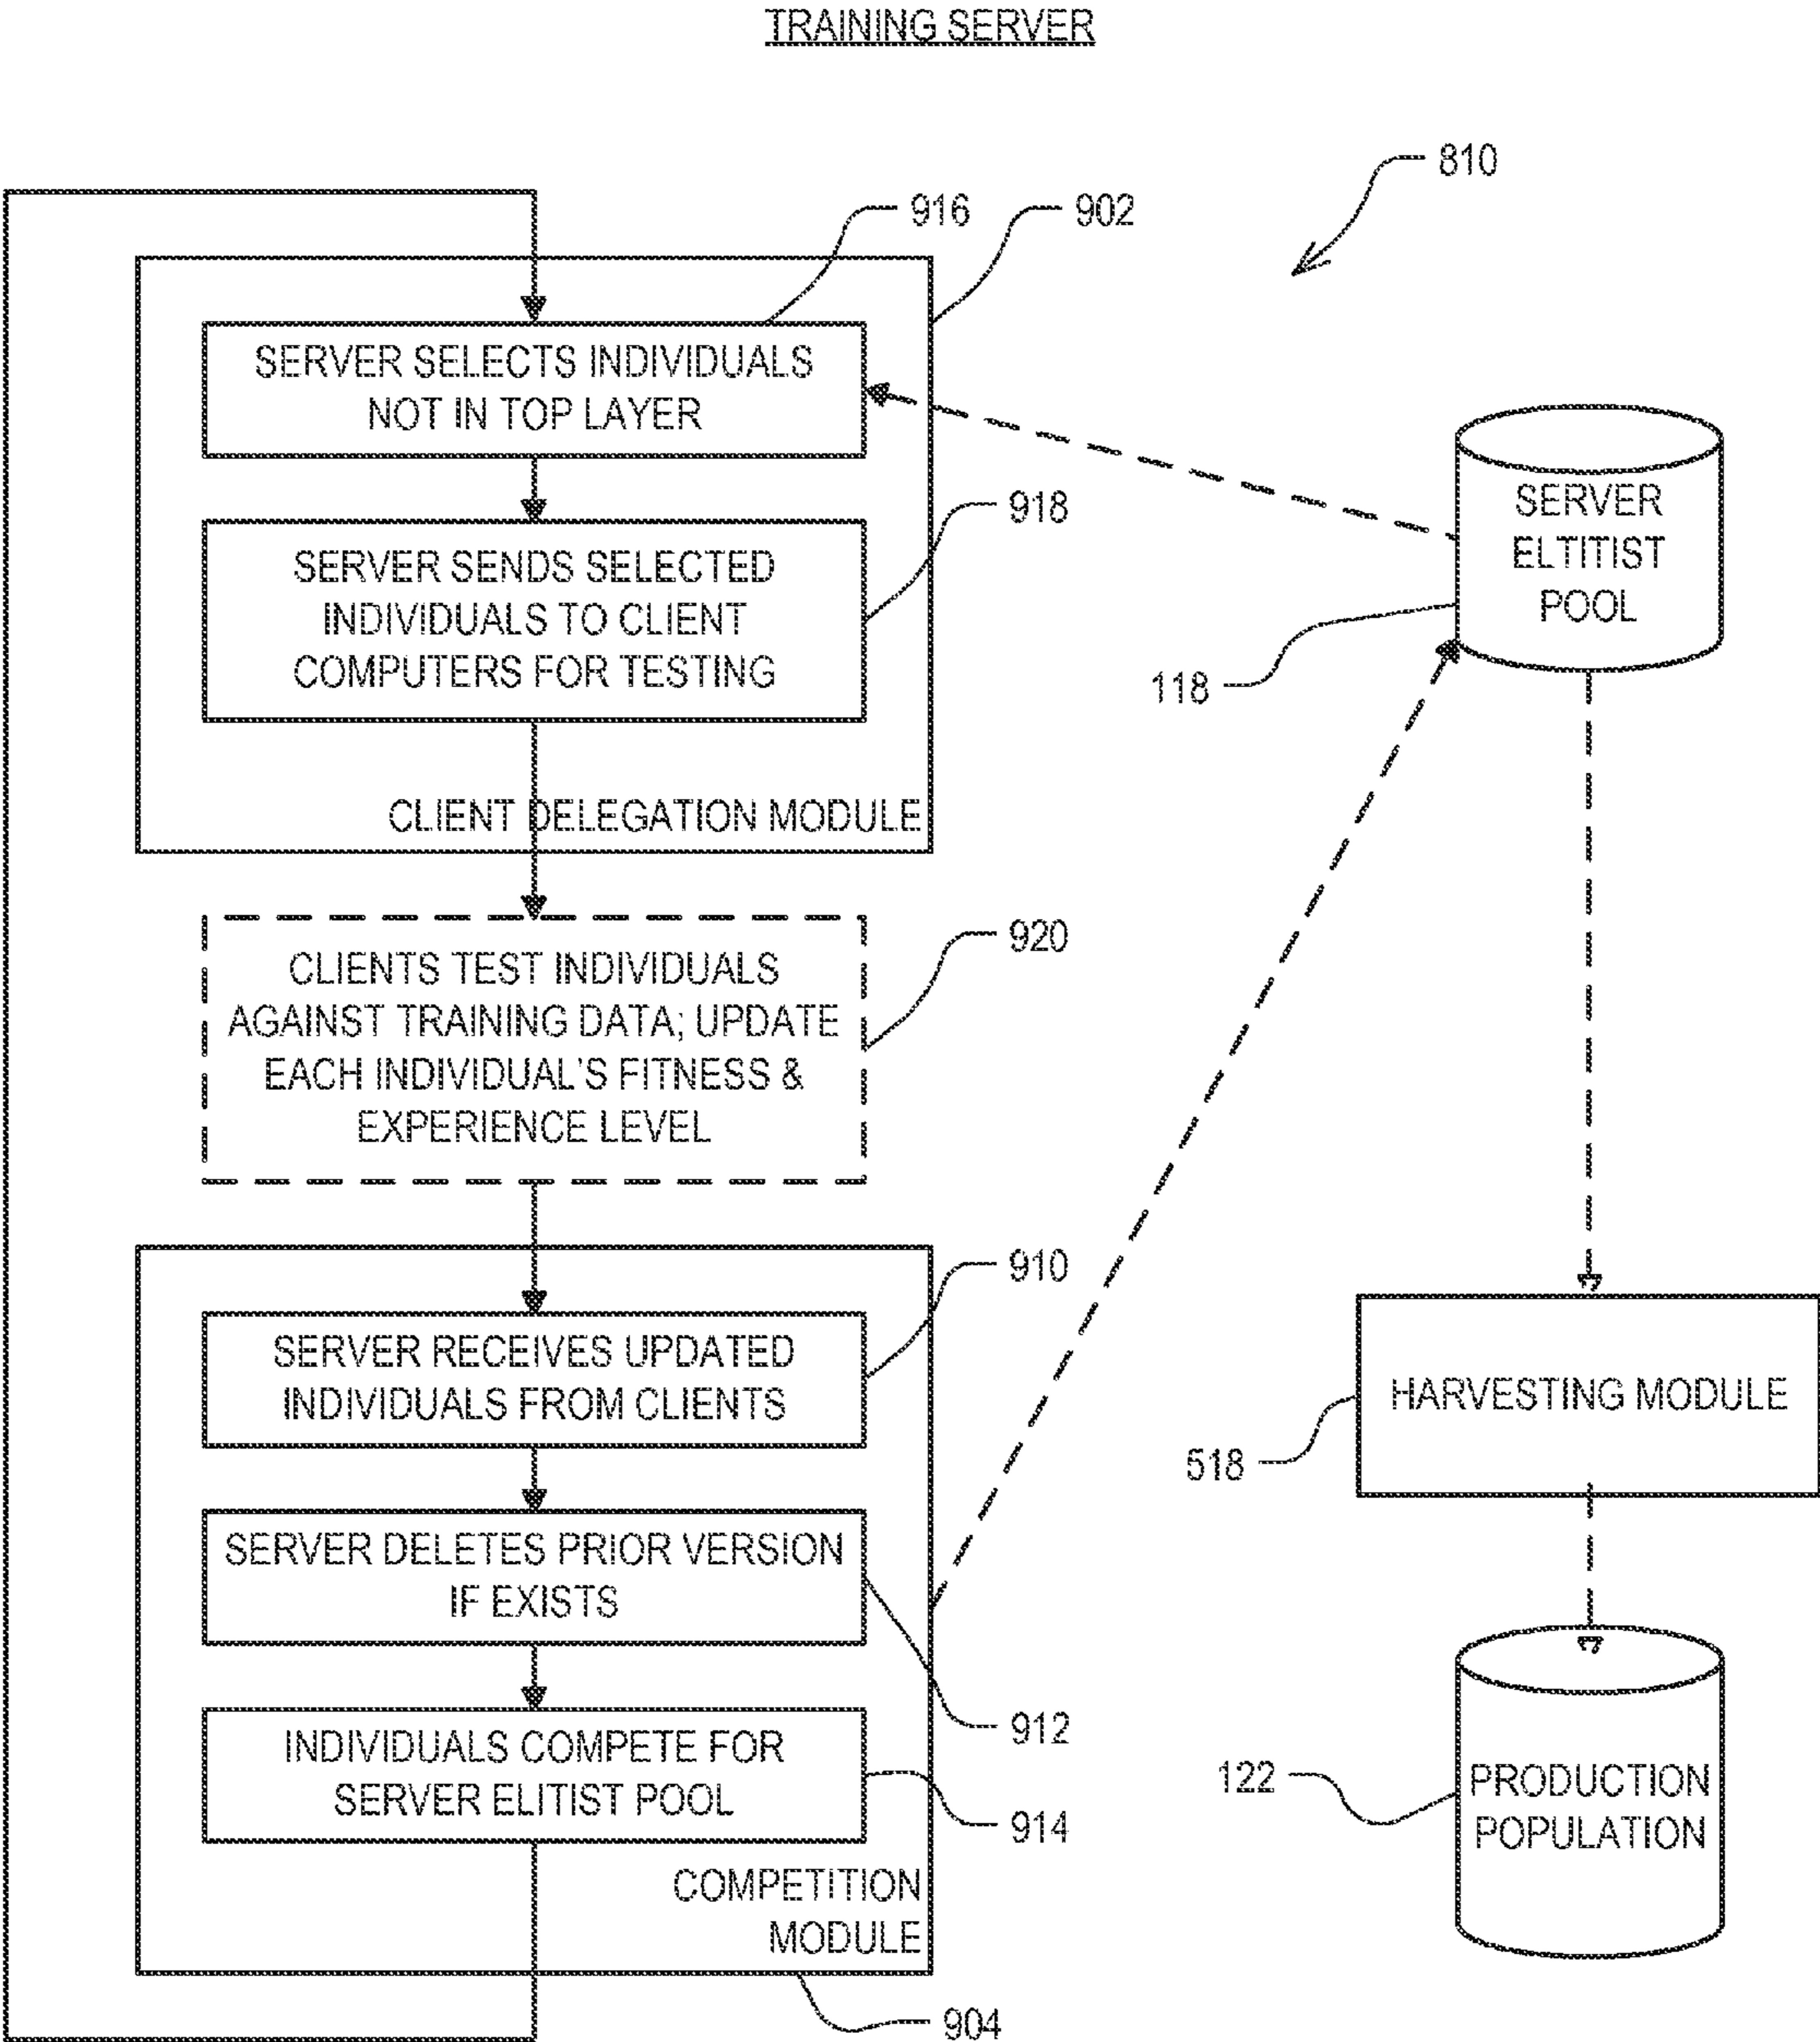 TRAINING SERVER
810
916
902
SERVER SELECTS INDIVIDUALS
NOT IN TOP LAYER
918
SERVER SENDS SELECTED
INDIVIDUALS TO CLIENT
COMPUTERS FOR TESTING
CLIENT DELEGATION MODULE
SERVER
ELTITIST
POOL
118
920
CLIENTS TEST INDIVIDUALS
AGAINST TRAINING DATA; UPDATE
EACH INDIVIDUAL'S FITNESS &
EXPERIENCE LEVEL
910
SERVER RECEIVES UPDATED
INDIVIDUALS FROM CLIENTS
HARVESTING MODULE
518
SERVER DELETES PRIOR VERSION
IF EXISTS
912
INDIVIDUALS COMPETE FOR
SERVER ELITIST POOL
914
COMPETITION
MODULE
904
122
PRODUCTION
POPULATION